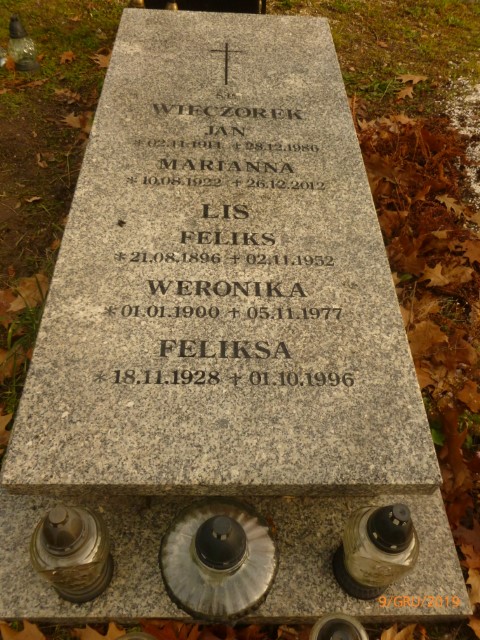 Ś.P.
WIECZOREK
JAN
* 02.11.1914 + 28.12.1986
MARIANNA
* 10.08.1922 + 26.12.2012
LIS
FELIKS
* 21.08.1896 + 02.11.1952
WERONIKA
* 01.01.1900 + 05.11.1977
FELIKSA
* 18.11.1928 + 01.10.1996
9/GRU/2019